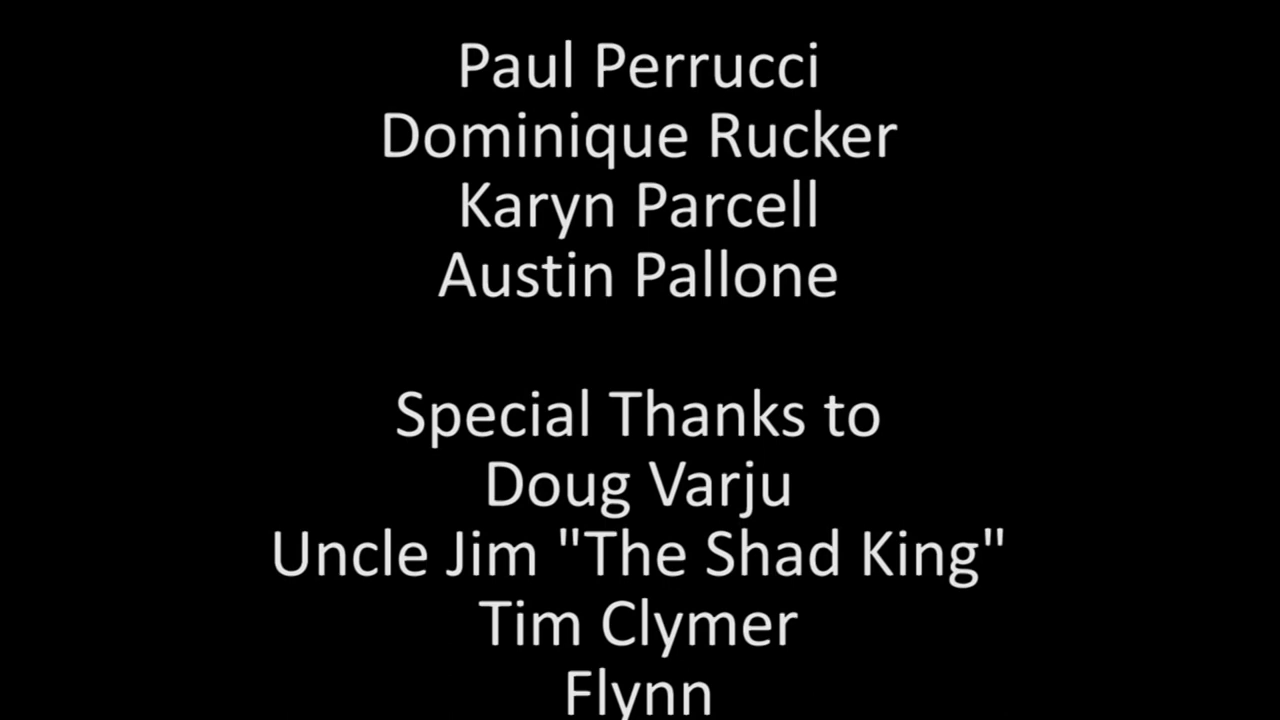 Paul Perrucci
Dominique Rucker
Karyn Parcell
Austin Pallone
Special Thanks to
Doug Varju
Uncle Jim "The Shad King"
Tim Clymer
Flynn